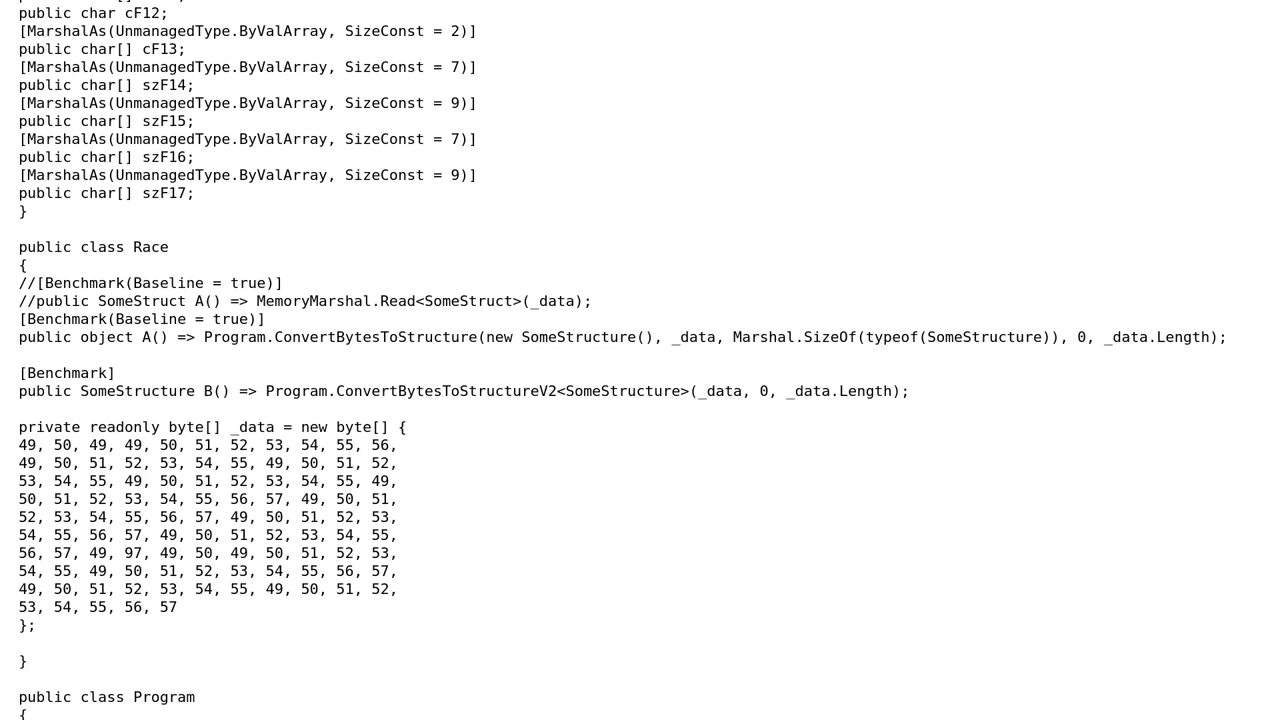 public char cF12;
[MarshalAs(UnmanagedType.ByValArray, SizeConst = 2)]
public char[] cF13;
[MarshalAs(UnmanagedType.ByValArray, SizeConst = 7)]
public char[] szF14;
[MarshalAs(UnmanagedType.ByValArray, SizeConst = 9)]
public char[] szF15;
[MarshalAs(UnmanagedType.ByValArray, SizeConst = 7)]
public char[] szF16;
[MarshalAs(UnmanagedType.ByValArray, SizeConst = 9)]
public char[] szF17;
}
public class Race
{
//[Benchmark(Baseline = true)]
//public SomeStruct A() => MemoryMarshal.Read<SomeStruct>(_data);
[Benchmark(Baseline = true)]
public object A() => Program.ConvertBytesToStructure(new SomeStructure(), _data, Marshal.SizeOf(typeof(SomeStructure)), 0, _data.Length);
[Benchmark]
public SomeStructure B() => Program.ConvertBytesToStructureV2<SomeStructure>(_data, 0, _data.Length);
private readonly byte[] _data = new byte[] {
49, 50, 49, 49, 50, 51, 52, 53, 54, 55, 56,
49, 50, 51, 52, 53, 54, 55, 49, 50, 51, 52,
53, 54, 55, 49, 50, 51, 52, 53, 54, 55, 49,
50, 51, 52, 53, 54, 55, 56, 57, 49, 50, 51,
52, 53, 54, 55, 56, 57, 49, 50, 51, 52, 53,
54, 55, 56, 57, 49, 50, 51, 52, 53, 54, 55,
56, 57, 49, 97, 49, 50, 49, 50, 51, 52, 53,
54, 55, 49, 50, 51, 52, 53, 54, 55, 56, 57,
49, 50, 51, 52, 53, 54, 55, 49, 50, 51, 52,
53, 54, 55, 56, 57
};
}
public class Program
{